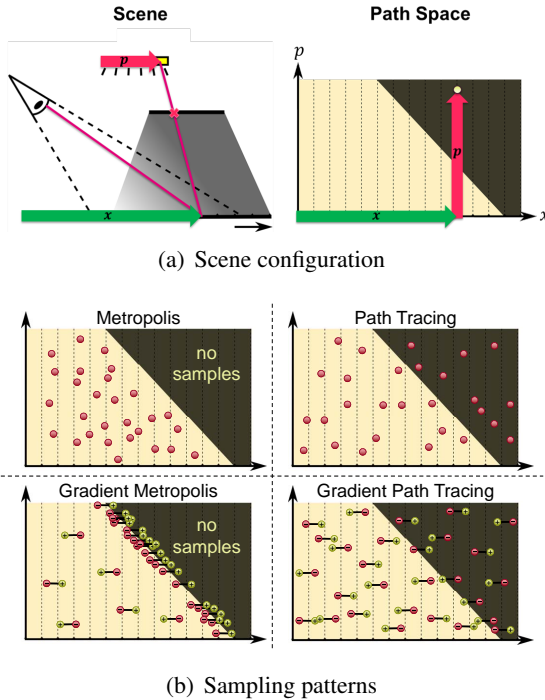 Scene
Path Space
p
p
x
p
x
x
(a) Scene configuration
Metropolis
Path Tracing
no
samples
Gradient Metropolis
Gradient Path Tracing
no
samples
(b) Sampling patterns